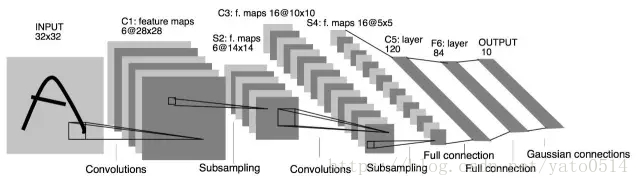 INPUT
32x32
C1: feature maps
6@28x28
S2: f. maps
6@14x14
C3: f. maps 16@10x10
S4: f. maps 16@5x5
C5: layer
120
F6: layer
84
OUTPUT
10
Convolutions
Subsampling
Convolutions
Subsampling
Full connection
Full connection
Gaussian connections